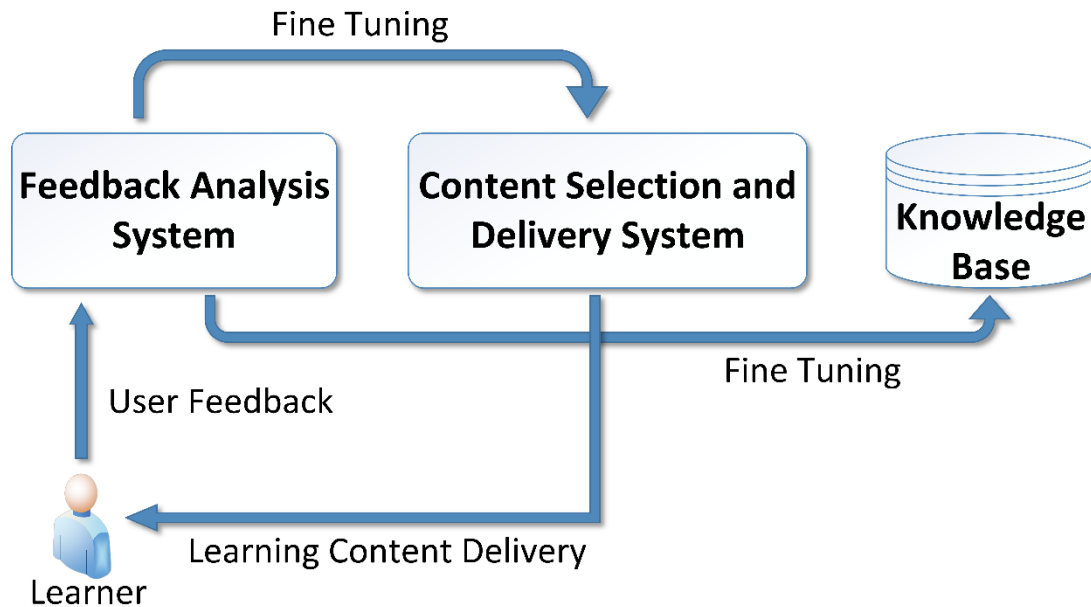 Fine Tuning
Feedback Analysis
System
Content Selection and
Delivery System
Knowledge
Base
Fine Tuning
User Feedback
Learning Content Delivery
Learner